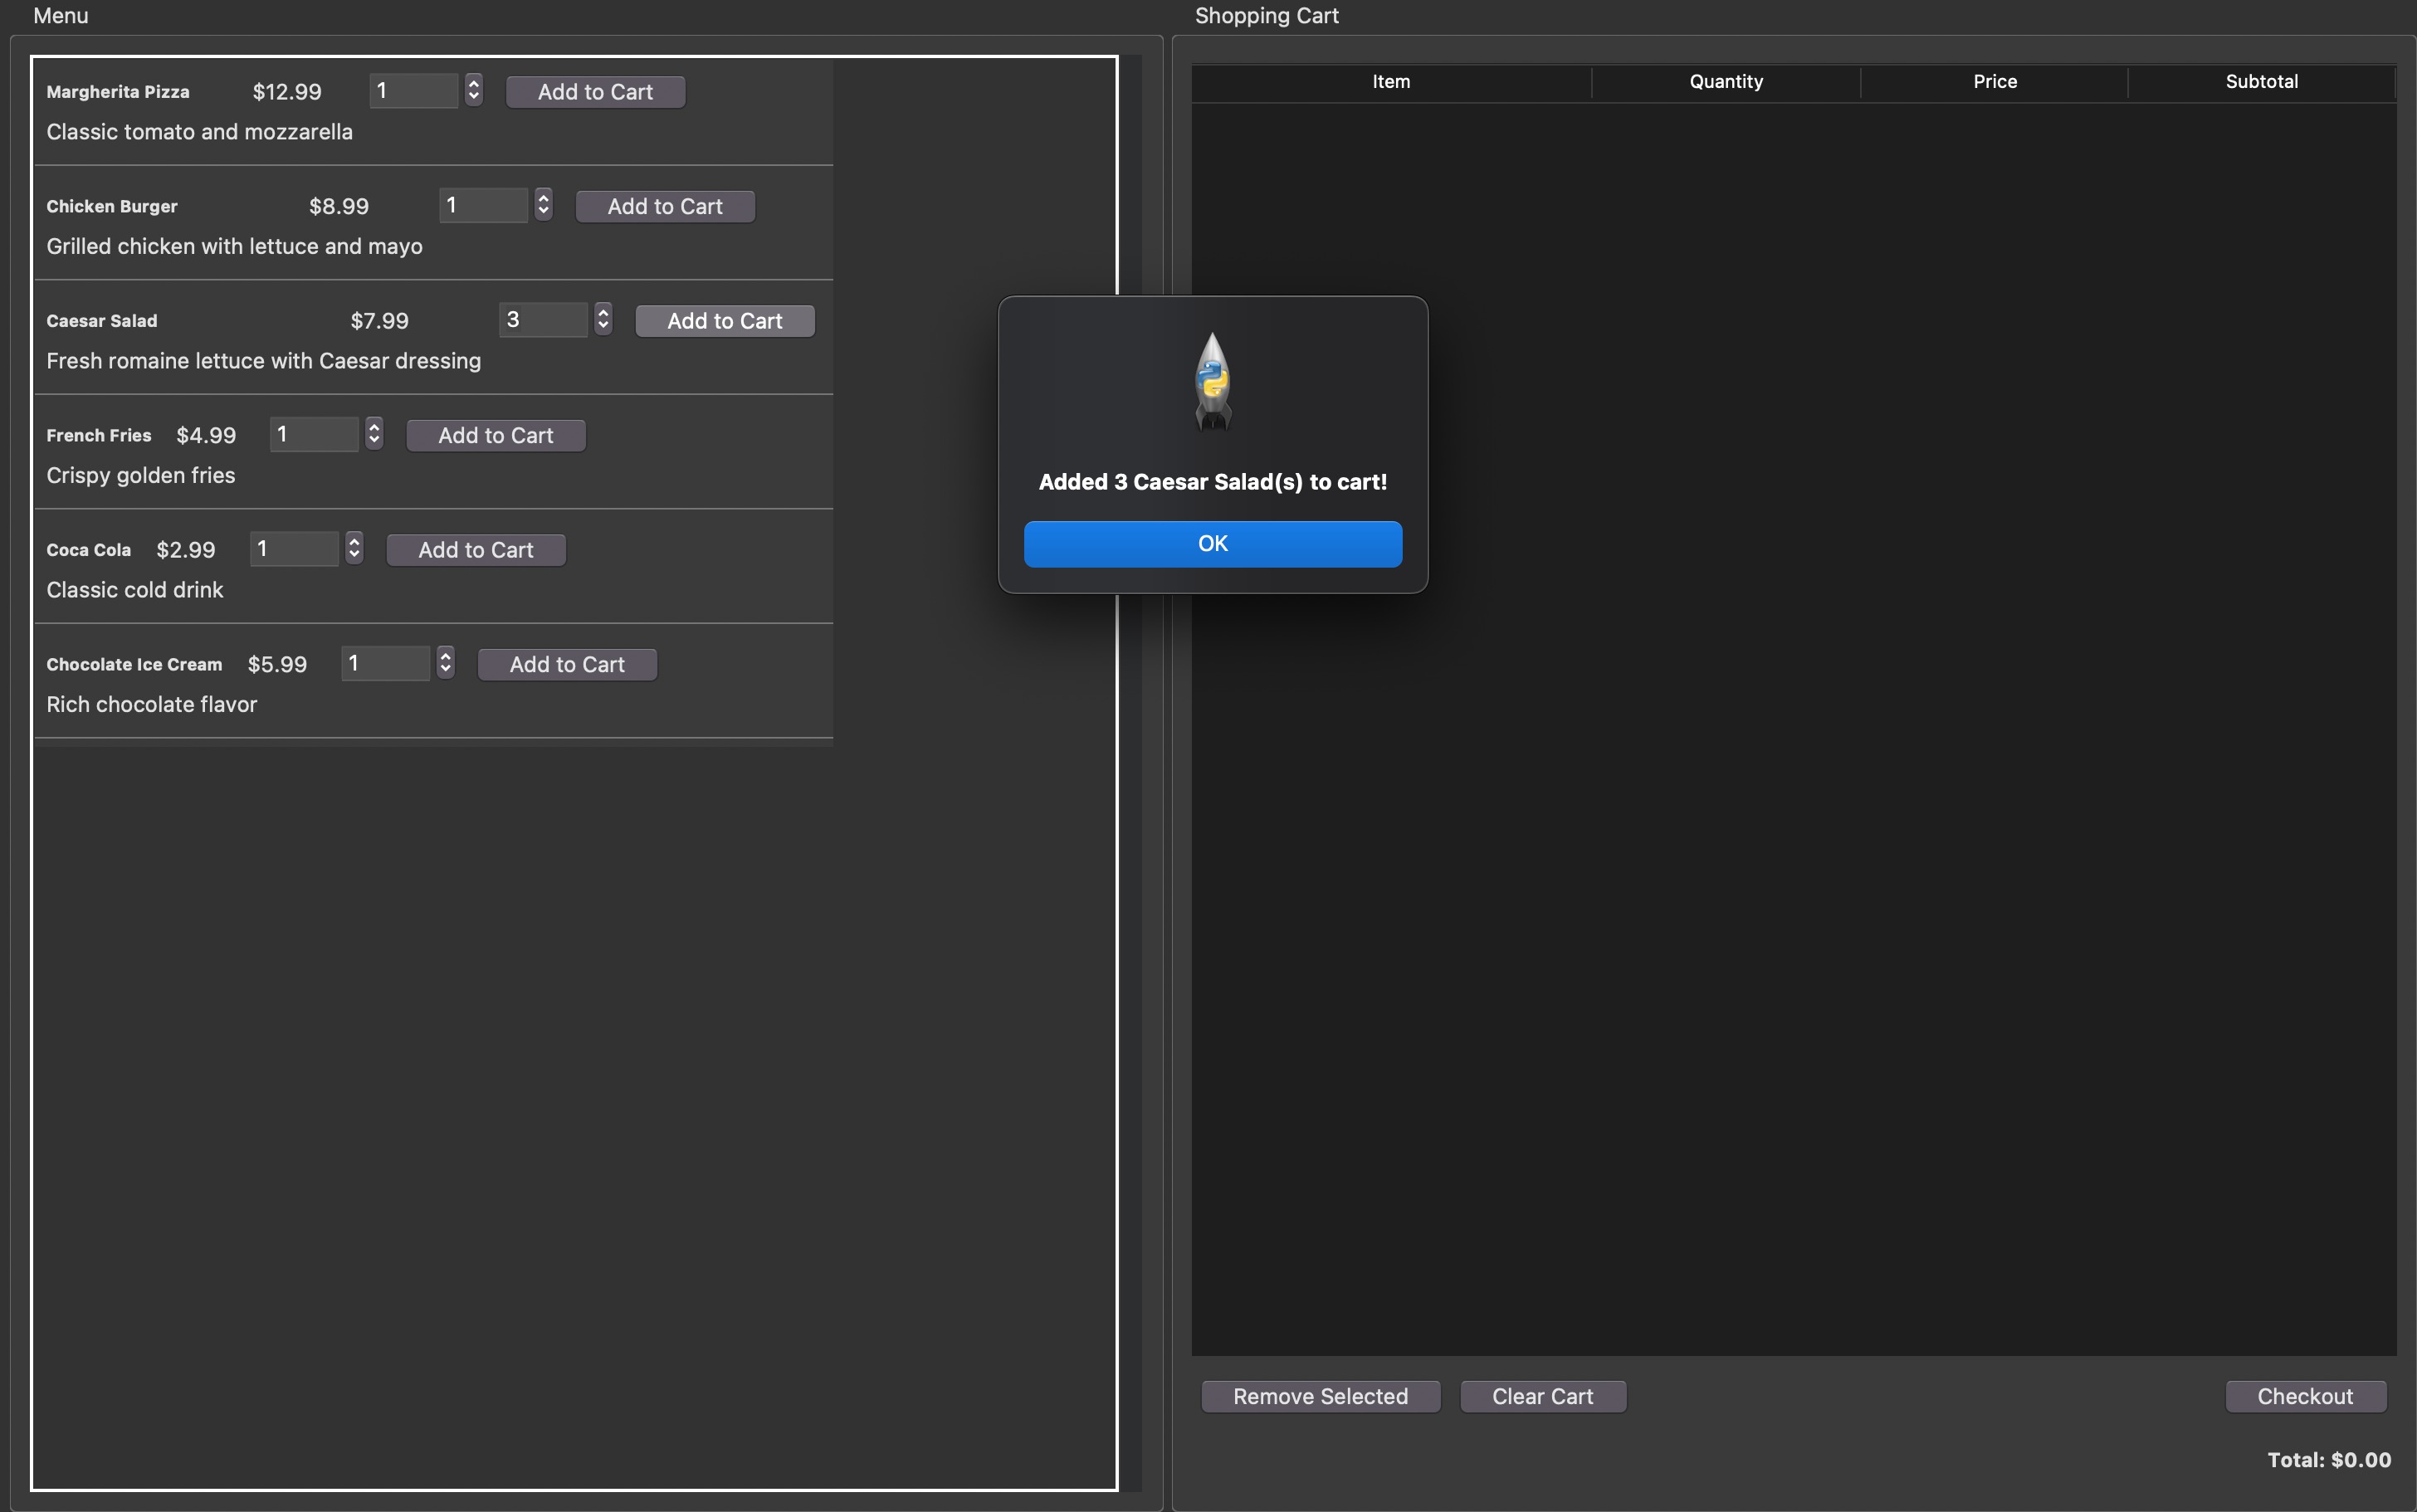 Menu
Margherita Pizza $12.99 1 Add to Cart
Classic tomato and mozzarella
Chicken Burger $8.99 1 Add to Cart
Grilled chicken with lettuce and mayo
Caesar Salad $7.99 3 Add to Cart
Fresh romaine lettuce with Caesar dressing
French Fries $4.99 1 Add to Cart
Crispy golden fries
Coca Cola $2.99 1 Add to Cart
Classic cold drink
Chocolate Ice Cream $5.99 1 Add to Cart
Rich chocolate flavor
Added 3 Caesar Salad(s) to cart!
OK
Shopping Cart
Item Quantity Price Subtotal
Remove Selected Clear Cart Checkout
Total: $0.00